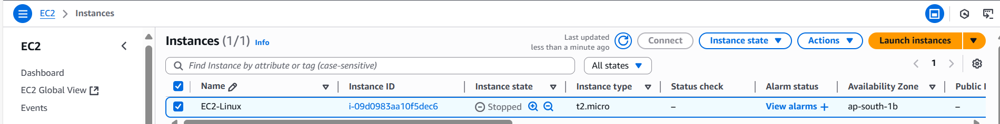 EC2 > Instances
EC2
Dashboard
EC2 Global View
Events
Instances (1/1) Info
Last updated
less than a minute ago
Connect
Instance state
Actions
Launch instances
Find Instance by attribute or tag (case-sensitive)
All states
1
Name Instance ID Instance state Instance type Status check Alarm status Availability Zone Public I
EC2-Linux i-09d0983aa10f5dec6 Stopped t2.micro – View alarms + ap-south-1b –